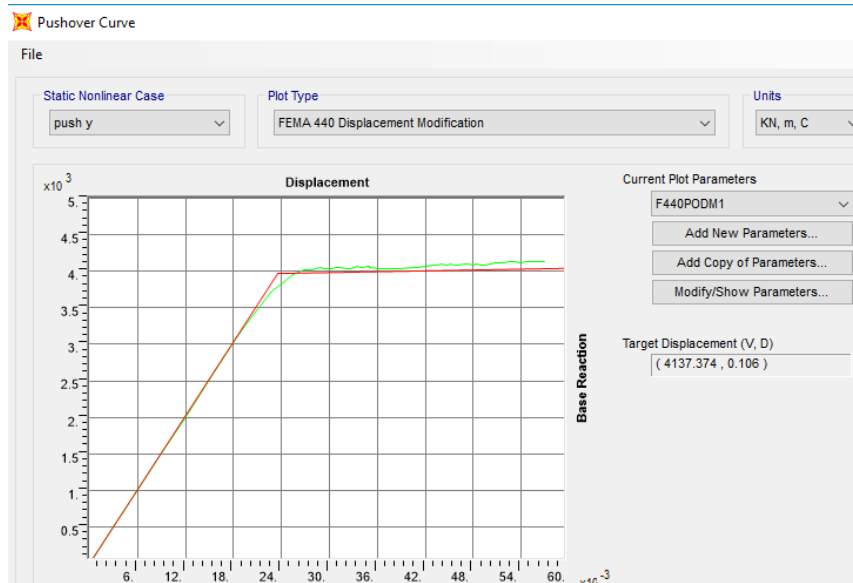 Pushover Curve
File
Static Nonlinear Case
push y
Plot Type
FEMA 440 Displacement Modification
Units
KN, m, C
x10 3
Displacement
5.
4.5
4.
3.5
3.
2.5
2.
1.5
1.
0.5
6. 12. 18. 24. 30. 36. 42. 48. 54. 60. x10 -3
Base Reaction
Current Plot Parameters
F440PODM1
Add New Parameters...
Add Copy of Parameters...
Modify/Show Parameters...
Target Displacement (V, D)
( 4137.374 , 0.106 )